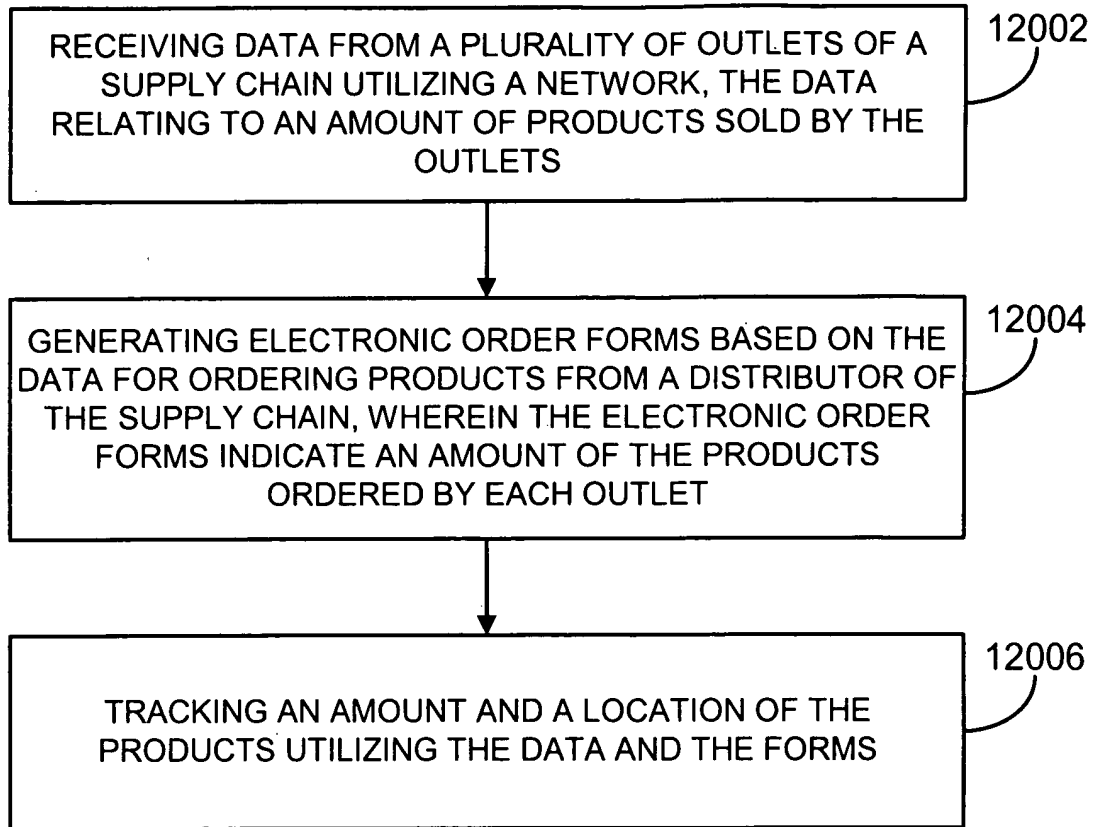 RECEIVING DATA FROM A PLURALITY OF OUTLETS OF A
SUPPLY CHAIN UTILIZING A NETWORK, THE DATA
RELATING TO AN AMOUNT OF PRODUCTS SOLD BY THE
OUTLETS
12002
GENERATING ELECTRONIC ORDER FORMS BASED ON THE
DATA FOR ORDERING PRODUCTS FROM A DISTRIBUTOR OF
THE SUPPLY CHAIN, WHEREIN THE ELECTRONIC ORDER
FORMS INDICATE AN AMOUNT OF THE PRODUCTS
ORDERED BY EACH OUTLET
12004
TRACKING AN AMOUNT AND A LOCATION OF THE
PRODUCTS UTILIZING THE DATA AND THE FORMS
12006